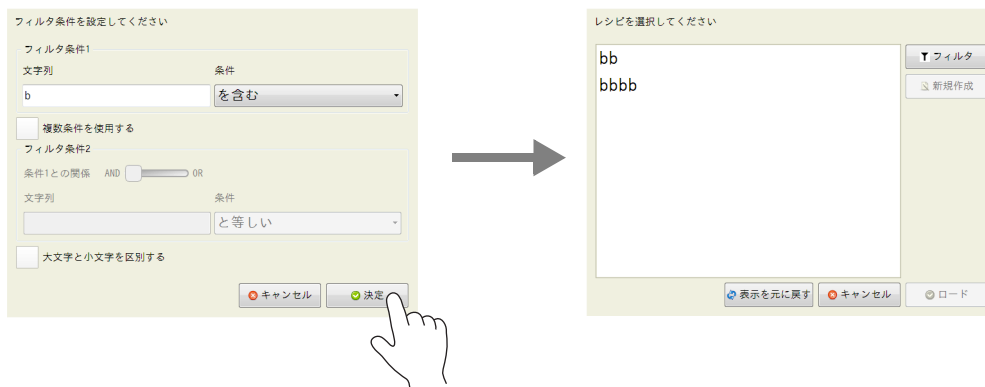 フィルタ条件を設定してください
フィルタ条件1
文字列 条件
b を含む
複数条件を使用する
フィルタ条件2
条件1との関係 AND OR
文字列 条件
と等しい
大文字と小文字を区別する
キャンセル 決定
レシピを選択してください
bb
bbbb
フィルタ
新規作成
表示を元に戻す キャンセル ロード